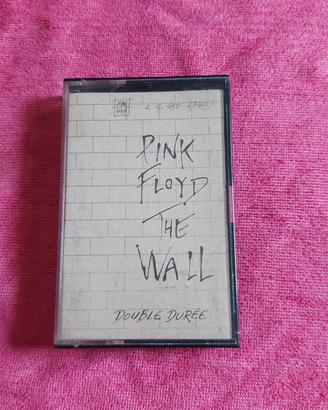 PINK
FLOYD
THE
WALL
DOUBLE DURÉE